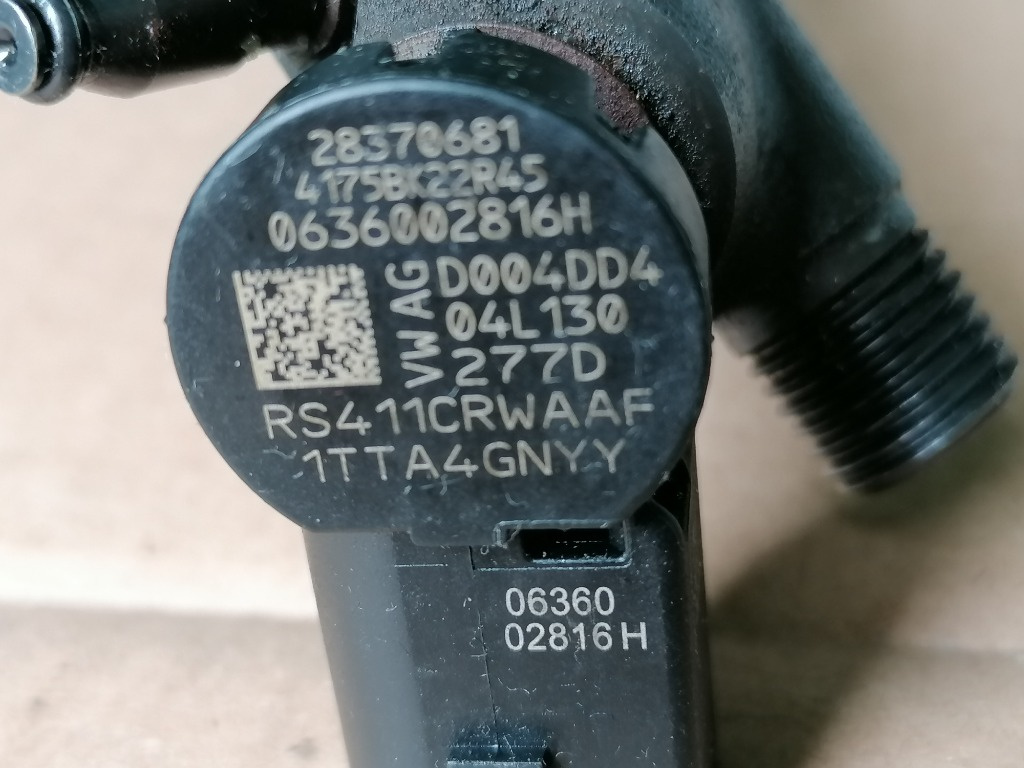 28370681
4175BK22R45
0636002816H
VW AG
D004DD4
04L130
277D
RS411CRWAAF
1TTA4GNYY
06360
02816H